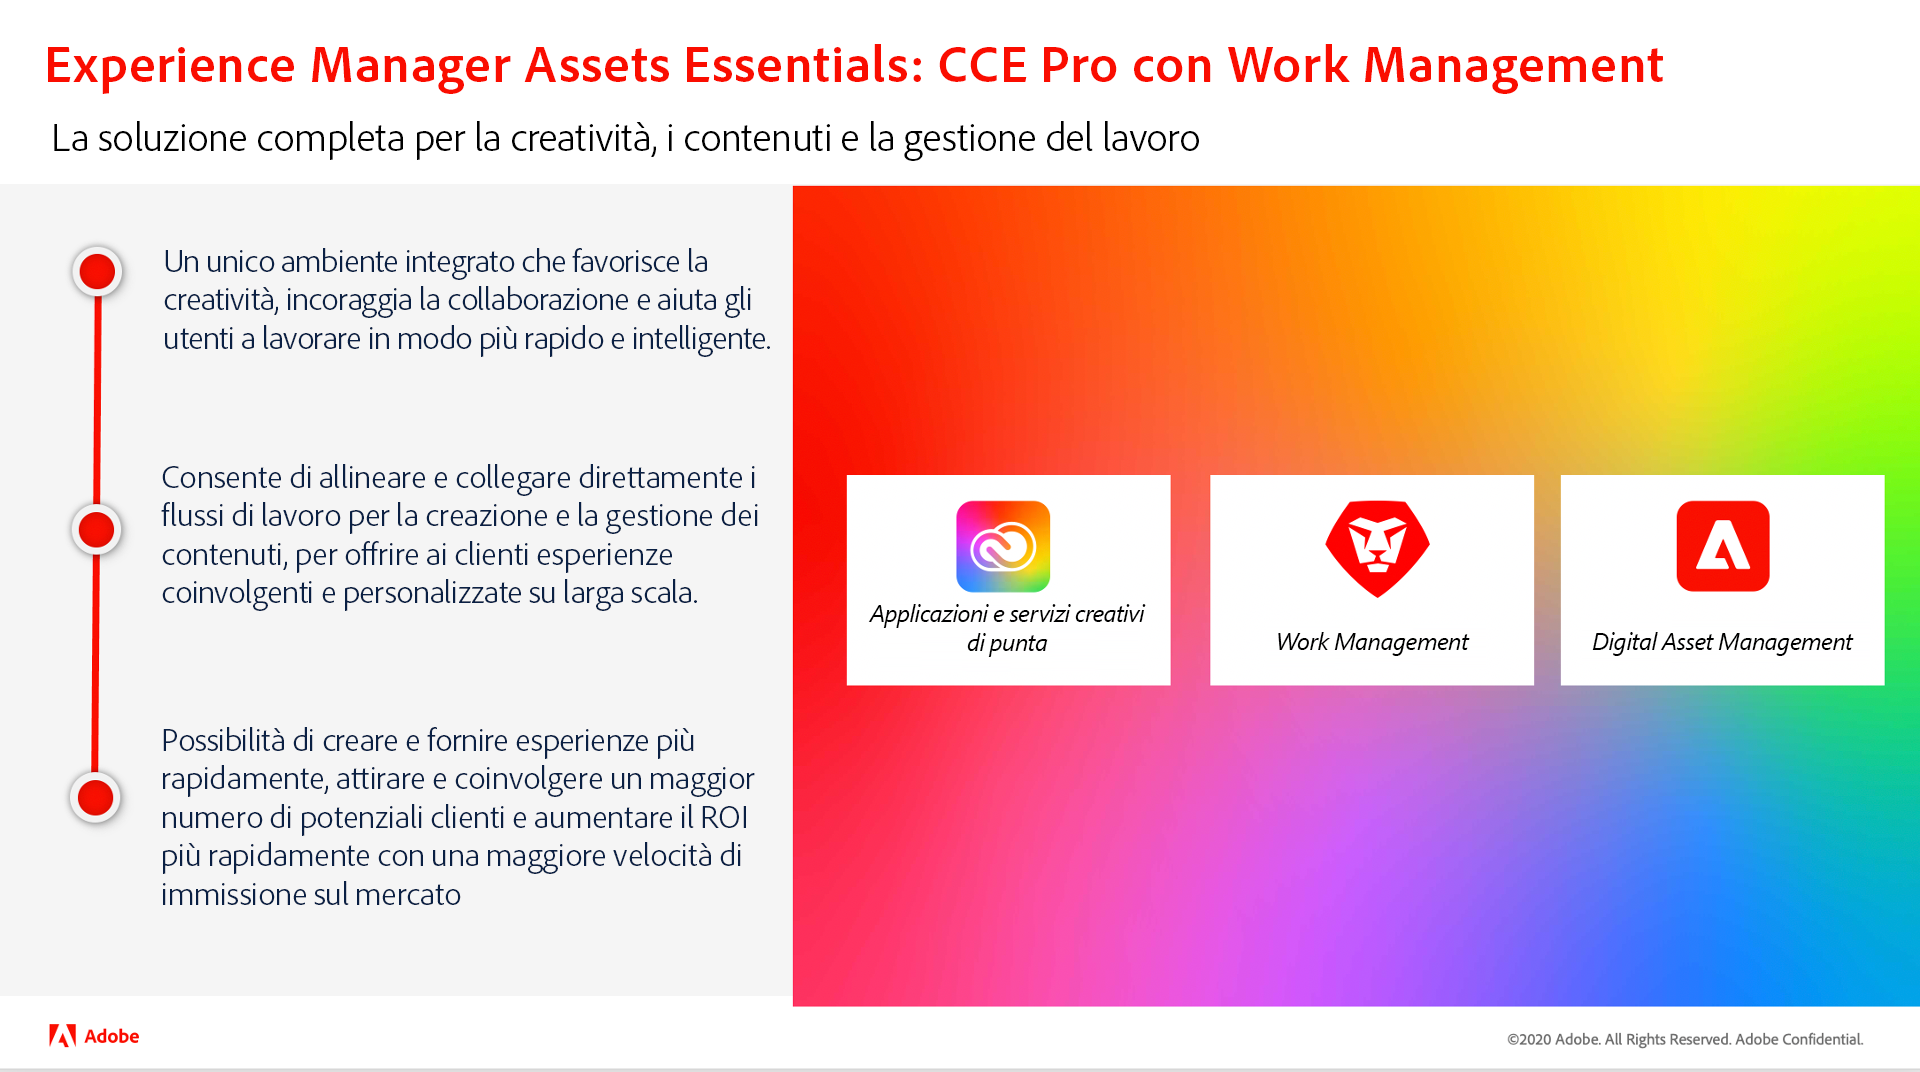 Experience Manager Assets Essentials: CCE Pro con Work Management
La soluzione completa per la creatività, i contenuti e la gestione del lavoro
Un unico ambiente integrato che favorisce la
creatività, incoraggia la collaborazione e aiuta gli
utenti a lavorare in modo più rapido e intelligente.
Consente di allineare e collegare direttamente i
flussi di lavoro per la creazione e la gestione dei
contenuti, per offrire ai clienti esperienze
coinvolgenti e personalizzate su larga scala.
Possibilità di creare e fornire esperienze più
rapidamente, attirare e coinvolgere un maggior
numero di potenziali clienti e aumentare il ROI
più rapidamente con una maggiore velocità di
immissione sul mercato
Applicazioni e servizi creativi
di punta
Work Management
Digital Asset Management
Adobe
©2020 Adobe. All Rights Reserved. Adobe Confidential.